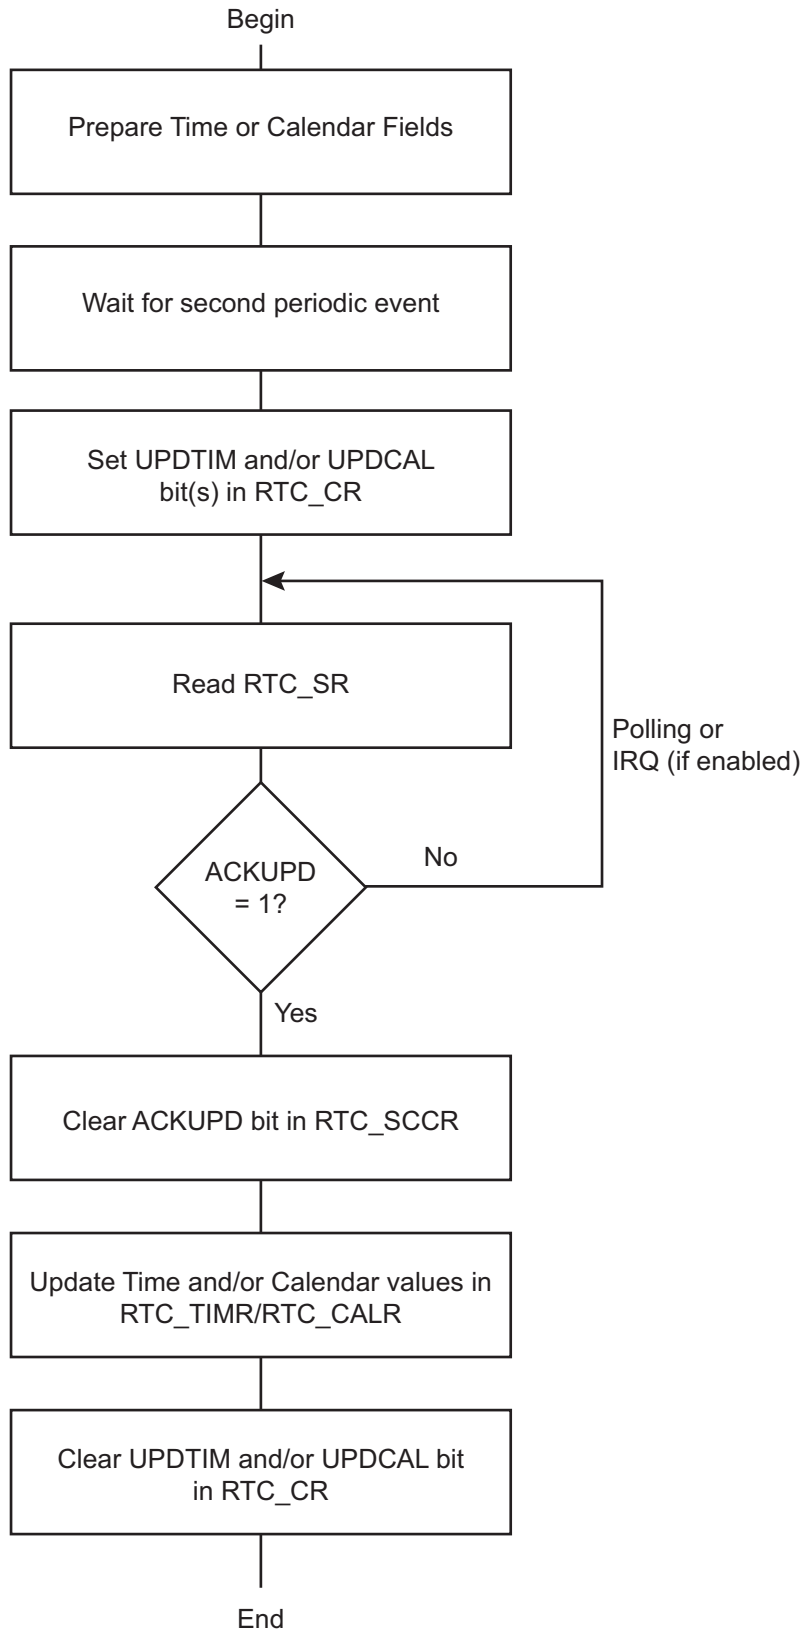 Begin
Prepare Time or Calendar Fields
Wait for second periodic event
Set UPDTIM and/or UPDCAL
bit(s) in RTC_CR
Read RTC_SR
Polling or
IRQ (if enabled)
ACKUPD
= 1?
No
Yes
Clear ACKUPD bit in RTC_SCCR
Update Time and/or Calendar values in
RTC_TIMR/RTC_CALR
Clear UPDTIM and/or UPDCAL bit
in RTC_CR
End